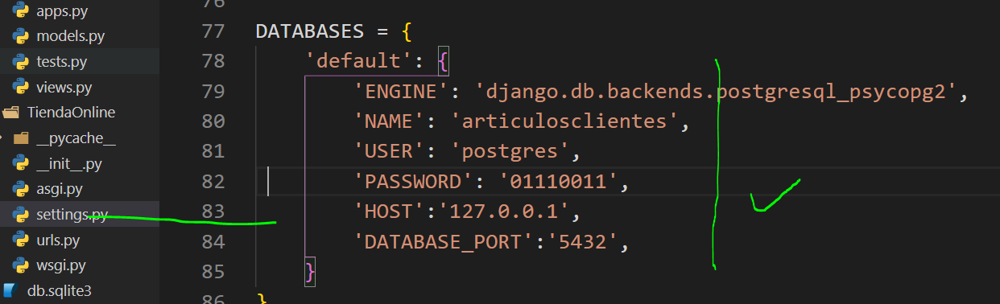 apps.py
models.py
tests.py
views.py
TiendaOnline
__pycache__
__init__.py
asgi.py
settings.py
urls.py
wsgi.py
db.sqlite3
76
77 DATABASES = {
78 'default': {
79 'ENGINE': 'django.db.backends.postgresql_psycopg2',
80 'NAME': 'articulosclientes',
81 'USER': 'postgres',
82 'PASSWORD': '01110011',
83 'HOST':'127.0.0.1',
84 'DATABASE_PORT':'5432',
85 }
86 }